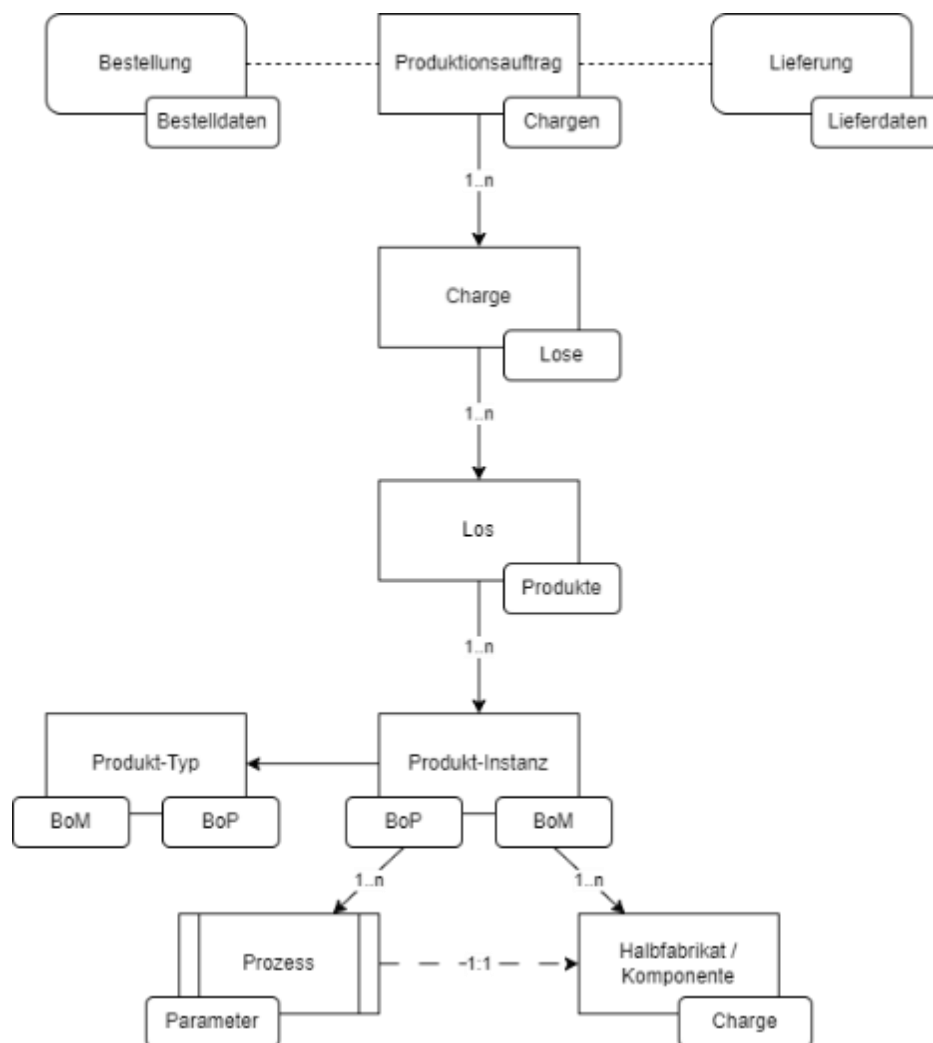 Bestellung
Produktionsauftrag
Lieferung
Bestelldaten
Chargen
Lieferdaten
1..n
Charge
Lose
1..n
Los
Produkte
1..n
Produkt-Typ
Produkt-Instanz
BoM
BoP
BoP
BoM
1..n
1..n
Prozess
~1:1
Halbfabrikat /
Komponente
Parameter
Charge